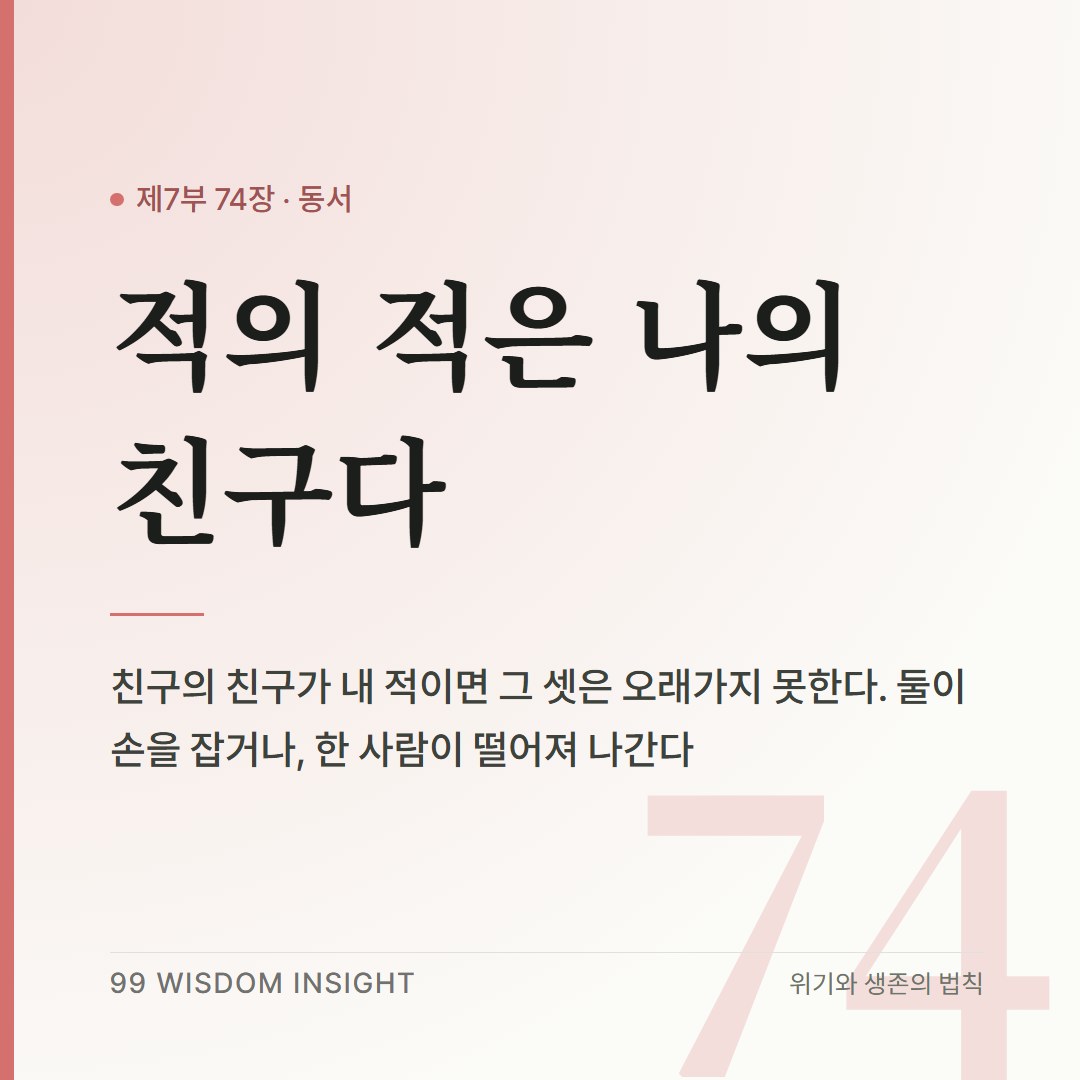 제7부 74장 · 동서
적의 적은 나의
친구다
친구의 친구가 내 적이면 그 셋은 오래가지 못한다. 둘이
손을 잡거나, 한 사람이 떨어져 나간다
74
99 WISDOM INSIGHT
위기와 생존의 법칙